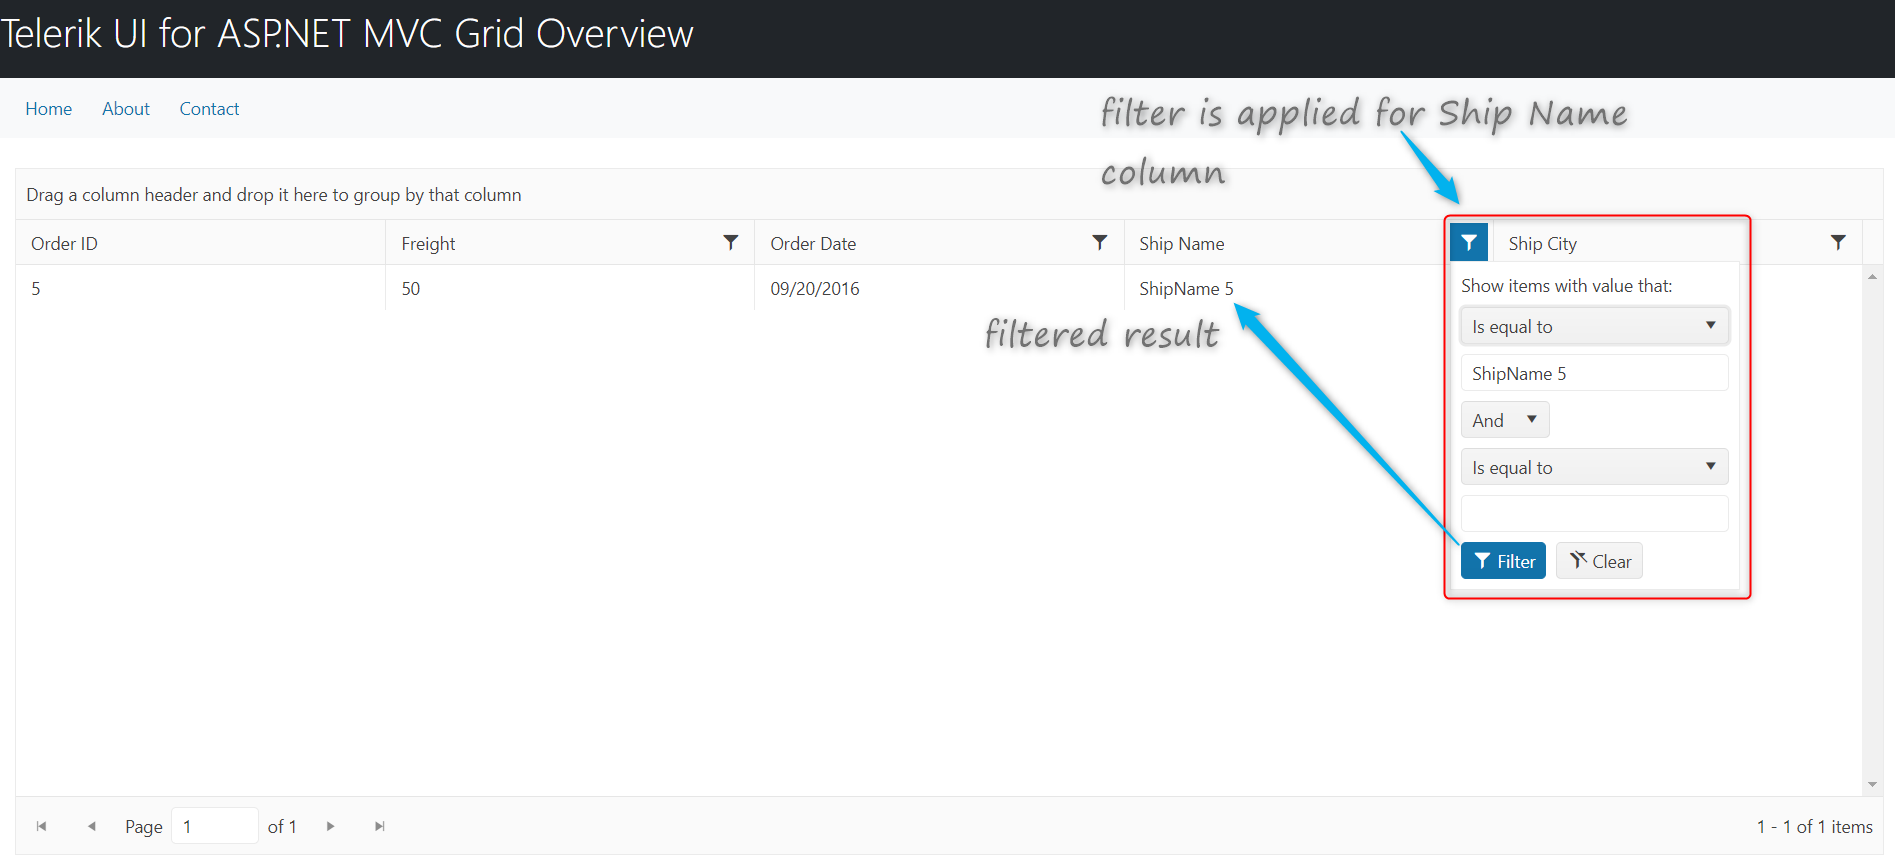 Telerik UI for ASP.NET MVC Grid Overview
Home About Contact
filter is applied for Ship Name
column
Drag a column header and drop it here to group by that column
Order ID Freight Order Date Ship Name Ship City
5 50 09/20/2016 ShipName 5
filtered result
Show items with value that:
Is equal to
ShipName 5
And
Is equal to
Filter Clear
Page 1 of 1 1 - 1 of 1 items